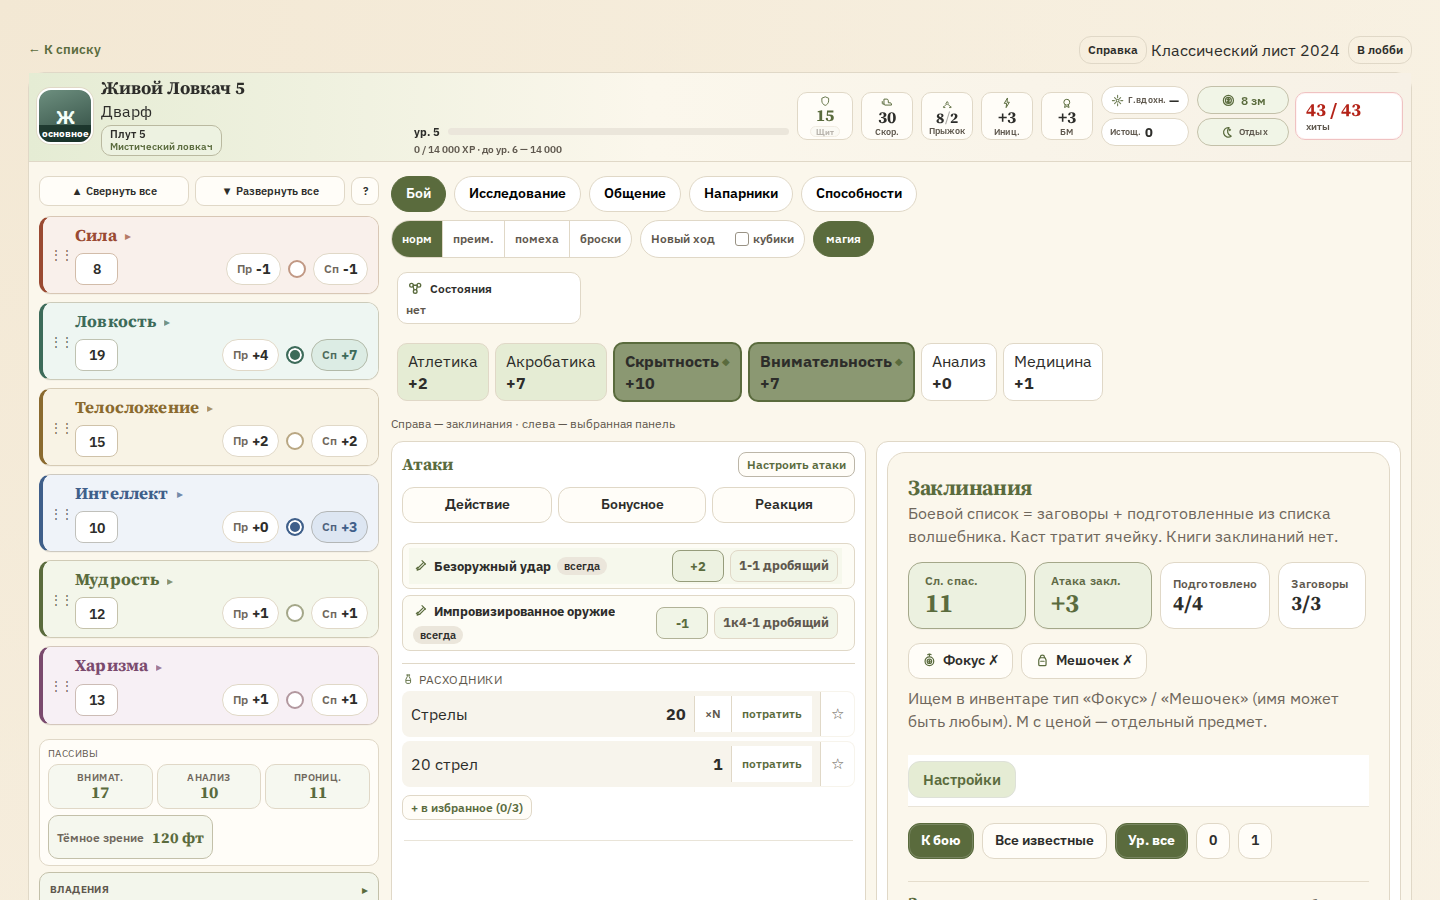 ← К списку
Справка Классический лист 2024 В лобби
Ж
основное
Живой Ловкач 5
Дварф
Плут 5
Мистический ловкач
ур. 5
0 / 14 000 XP · до ур. 6 — 14 000
15
Щит
30
Скор.
8/2
Прыжок
+3
Иниц.
+3
БМ
Г.вдохн. —
Истощ. 0
8 зм
Отдых
43 / 43
хиты
▲ Свернуть все ▼ Развернуть все ?
Сила ▸
8 Пр -1 Сп -1
Ловкость ▸
19 Пр +4 Сп +7
Телосложение ▸
15 Пр +2 Сп +2
Интеллект ▸
10 Пр +0 Сп +3
Мудрость ▸
12 Пр +1 Сп +1
Харизма ▸
13 Пр +1 Сп +1
ПАССИВЫ
ВНИМАТ. АНАЛИЗ ПРОНИЦ.
17 10 11
Тёмное зрение 120 фт
ВЛАДЕНИЯ ▸
Бой Исследование Общение Напарники Способности
норм преим. помеха броски Новый ход кубики магия
Состояния
нет
Атлетика Акробатика Скрытность ◆ Внимательность ◆ Анализ Медицина
+2 +7 +10 +7 +0 +1
Справа — заклинания · слева — выбранная панель
Атаки Настроить атаки
Действие Бонусное Реакция
Безоружный удар всегда +2 1-1 дробящий
Импровизированное оружие
всегда
-1 1к4-1 дробящий
РАСХОДНИКИ
Стрелы 20 ×N потратить ☆
20 стрел 1 потратить ☆
+ в избранное (0/3)
Заклинания
Боевой список = заговоры + подготовленные из списка
волшебника. Каст тратит ячейку. Книги заклинаний нет.
Сл. спас. Атака закл. Подготовлено Заговоры
11 +3 4/4 3/3
Фокус ✗ Мешочек ✗
Ищем в инвентаре тип «Фокус» / «Мешочек» (имя может
быть любым). М с ценой — отдельный предмет.
Настройки
К бою Все известные Ур. все 0 1